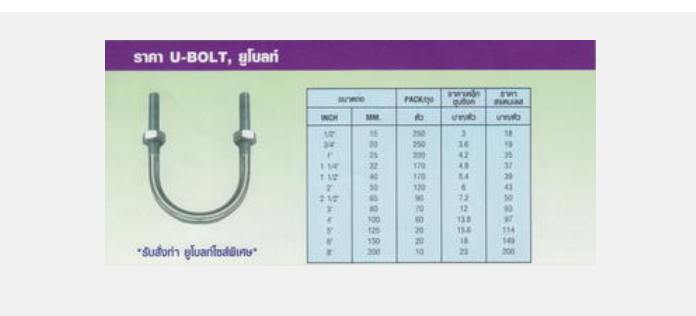 ราคา U-BOLT, ยูโบลท์
ขนาดท่อ PACK/ถุง ราคาเหล็กชุบซิงค์ ราคาสแตนเลส
INCH MM. ตัว บาท/ตัว บาท/ตัว
1/2" 15 250 3 18
3/4" 20 250 3.6 19
1" 25 200 4.2 35
1 1/4" 32 170 4.8 37
1 1/2" 40 170 5.4 39
2" 50 120 6 43
2 1/2" 65 90 7.2 50
3" 80 70 12 93
4" 100 60 13.8 97
5" 125 20 15.6 114
6" 150 20 18 149
8" 200 10 23 200
*รับสั่งทำ ยูโบลท์ไซส์พิเศษ*